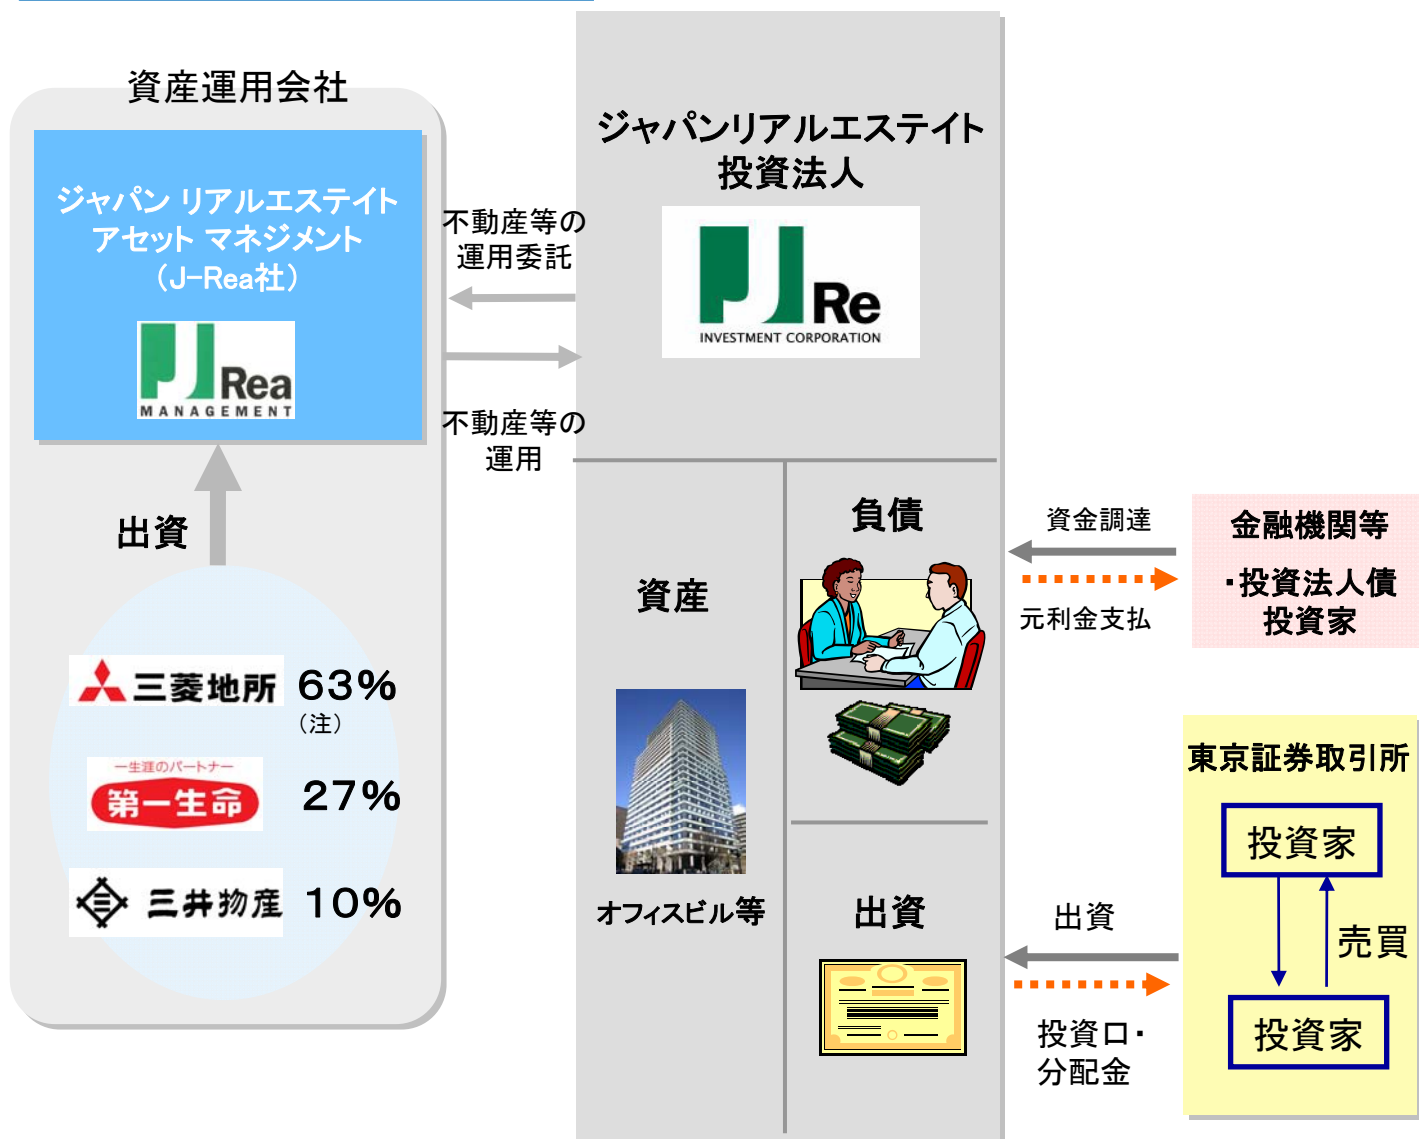 資産運用会社
ジャパン リアルエステイト
アセット マネジメント
（J-Rea社）
J Rea
MANAGEMENT
出資
三菱地所 63%
（注）
一生涯のパートナー
第一生命 27%
三井物産 10%
不動産等の
運用委託
不動産等の
運用
ジャパンリアルエステイト
投資法人
J Re
INVESTMENT CORPORATION
資産
オフィスビル等
負債
出資
資金調達
元利金支払
金融機関等
・投資法人債
投資家
出資
投資口・
分配金
東京証券取引所
投資家
売買
投資家